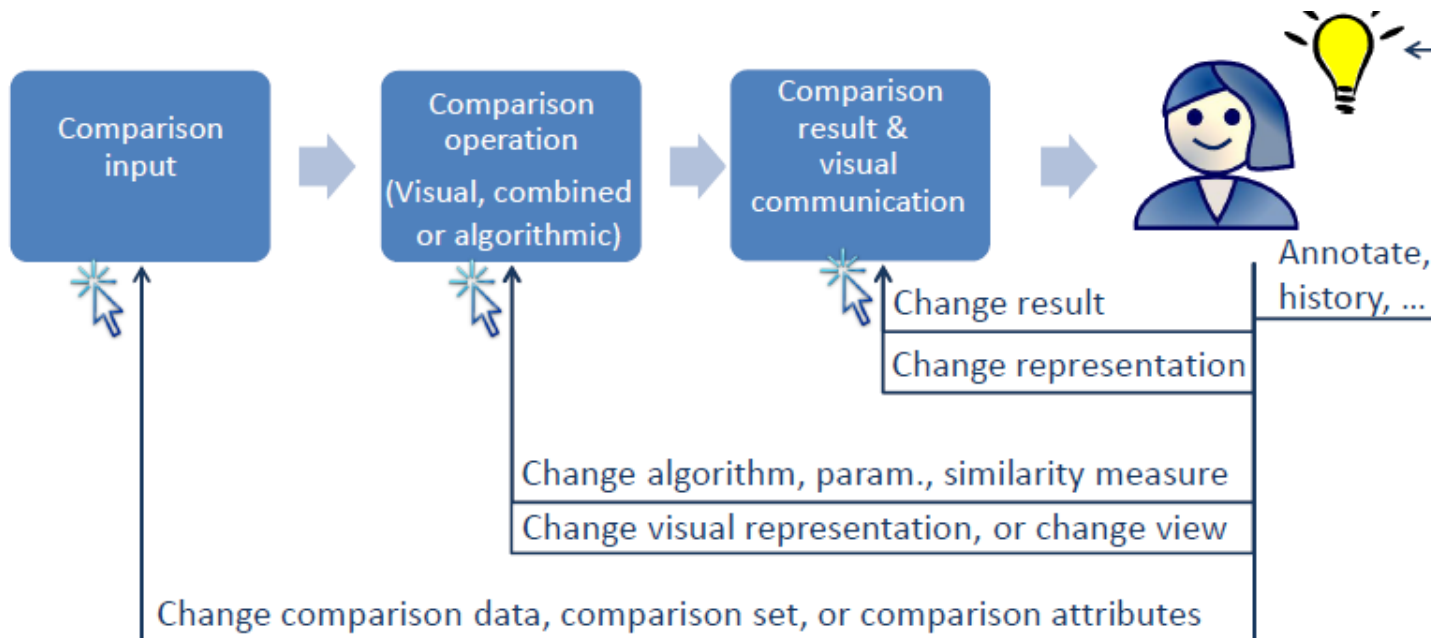 Comparison
input
Comparison
operation
(Visual, combined
or algorithmic)
Comparison
result &
visual
communication
Annotate,
history, ...
Change result
Change representation
Change algorithm, param., similarity measure
Change visual representation, or change view
Change comparison data, comparison set, or comparison attributes